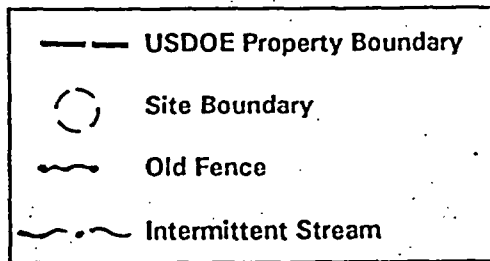 USDOE Property Boundary
Site Boundary
Old Fence
Intermittent Stream